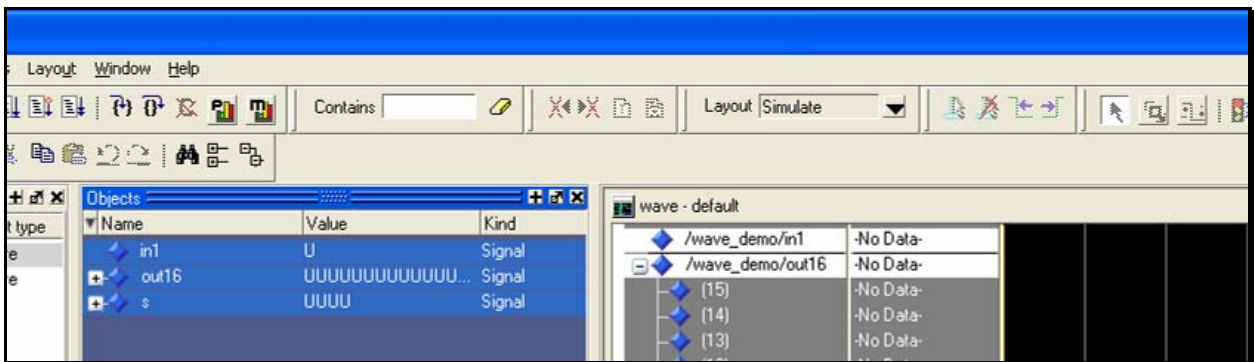 Layout Window Help
Contains
Layout Simulate
Objects
wave - default
t type
Name Value Kind
in1 U Signal
out16 UUUUUUUUUUUUU... Signal
s UUUU Signal
/wave_demo/in1 -No Data-
/wave_demo/out16 -No Data-
(15) -No Data-
(14) -No Data-
(13) -No Data-